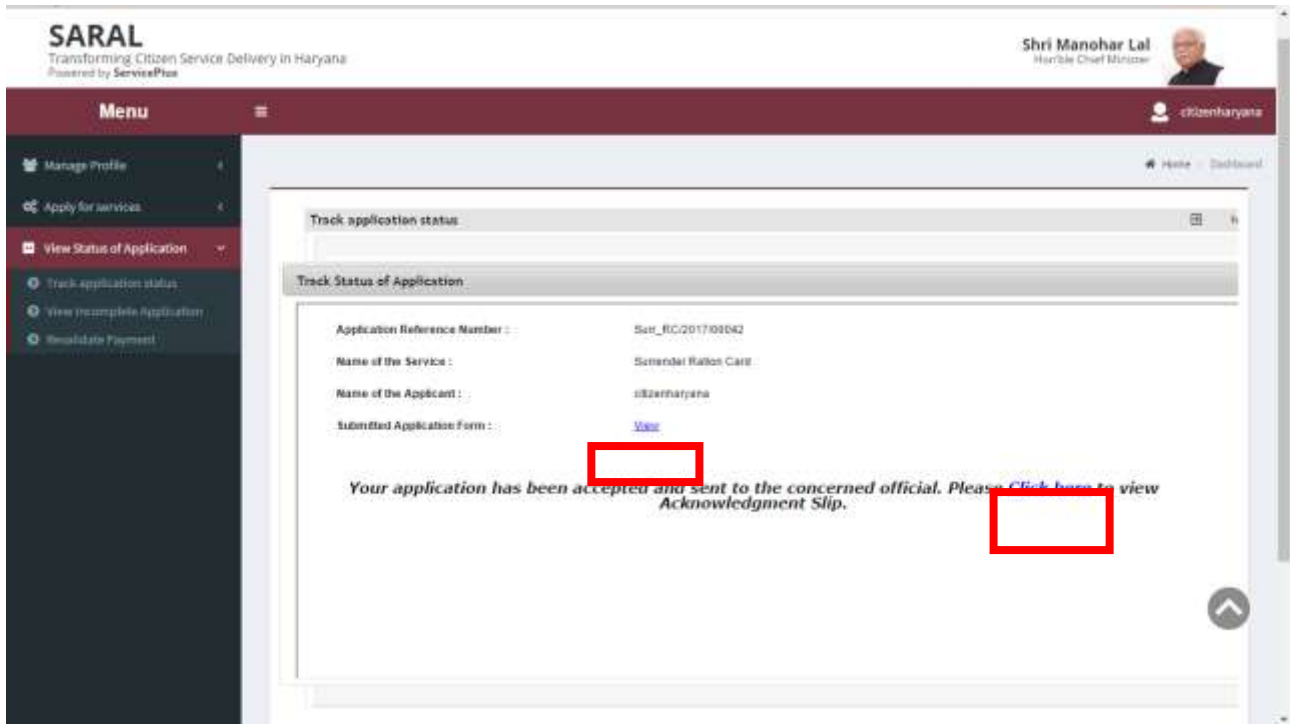 SARAL
Transforming Citizen Service Delivery in Haryana
Powered by ServicePlus
Shri Manohar Lal
Hon'ble Chief Minister
Menu
citizenharyana
Manage Profile
Home Dashboard
Apply for services
Track application status
View Status of Application
Track application status
View Incomplete Application
Revalidate Payment
Track Status of Application
Application Reference Number : Surr_RC/2017/00042
Name of the Service : Surrender Ration Card
Name of the Applicant : citizenharyana
Submitted Application Form : View
Your application has been accepted and sent to the concerned official. Please Click here to view
Acknowledgment Slip.